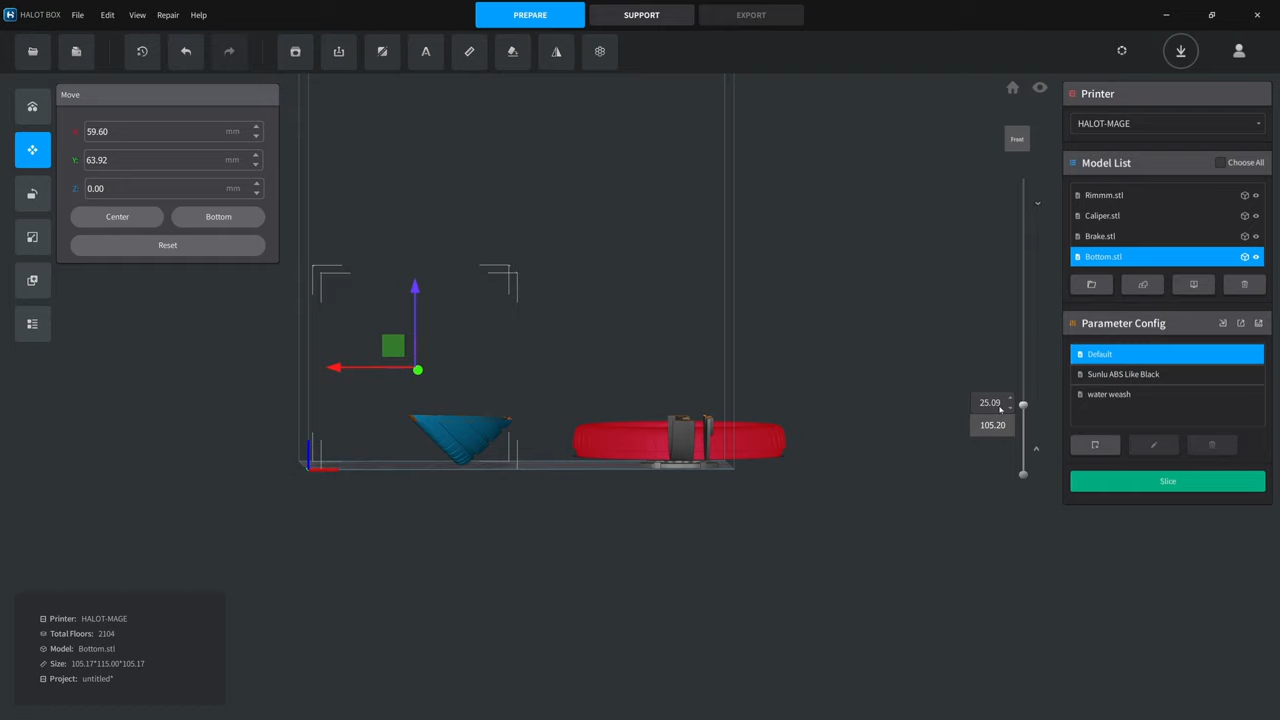 HALOT BOX File Edit View Repair Help
PREPARE SUPPORT EXPORT
Move
X: 59.60 mm
Y: 63.92 mm
Z: 0.00 mm
Center Bottom
Reset
Front
25.09
105.20
Printer
HALOT-MAGE
Model List Choose All
Rimmm.stl
Caliper.stl
Brake.stl
Bottom.stl
Parameter Config
Default
Sunlu ABS Like Black
water weash
Slice
Printer: HALOT-MAGE
Total Floors: 2104
Model: Bottom.stl
Size: 105.17*115.00*105.17
Project: untitled*